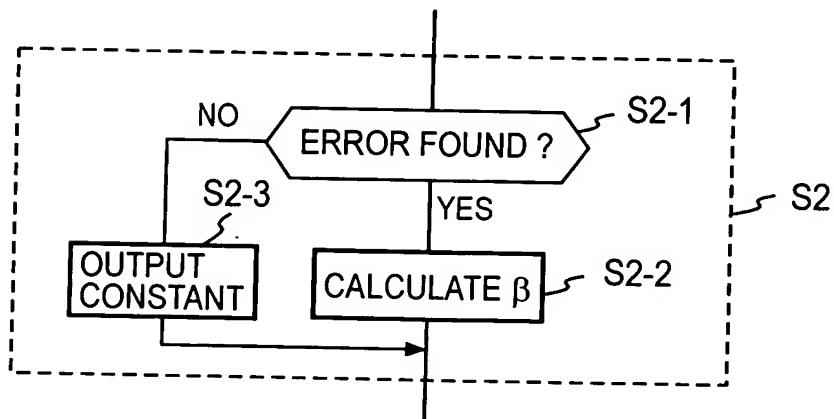 NO
ERROR FOUND ?
S2-1
S2-3
YES
S2
OUTPUT
CONSTANT
CALCULATE β
S2-2